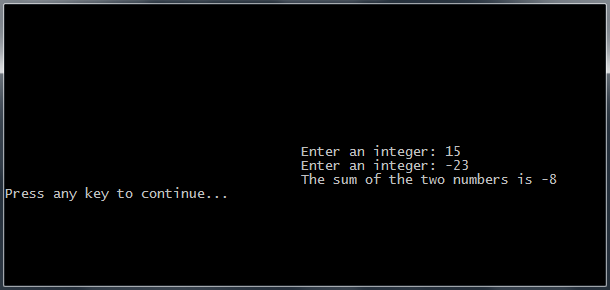 Enter an integer: 15
Enter an integer: -23
The sum of the two numbers is -8
Press any key to continue...